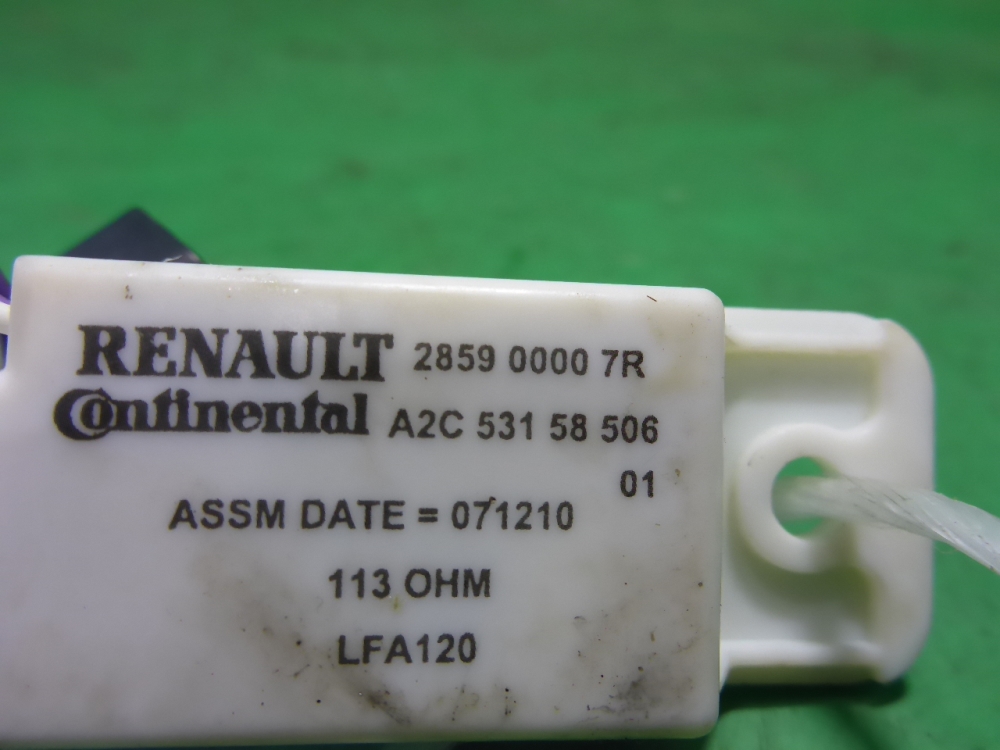 RENAULT 2859 0000 7R
Continental A2C 531 58 506
01
ASSM DATE = 071210
113 OHM
LFA120